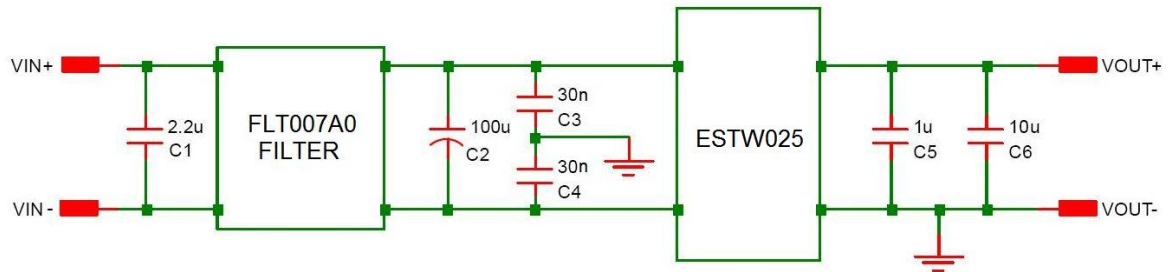 VIN+
2.2u
C1
VIN -
FLT007A0
FILTER
100u
C2
30n
C3
30n
C4
ESTW025
1u
C5
10u
C6
VOUT+
VOUT-